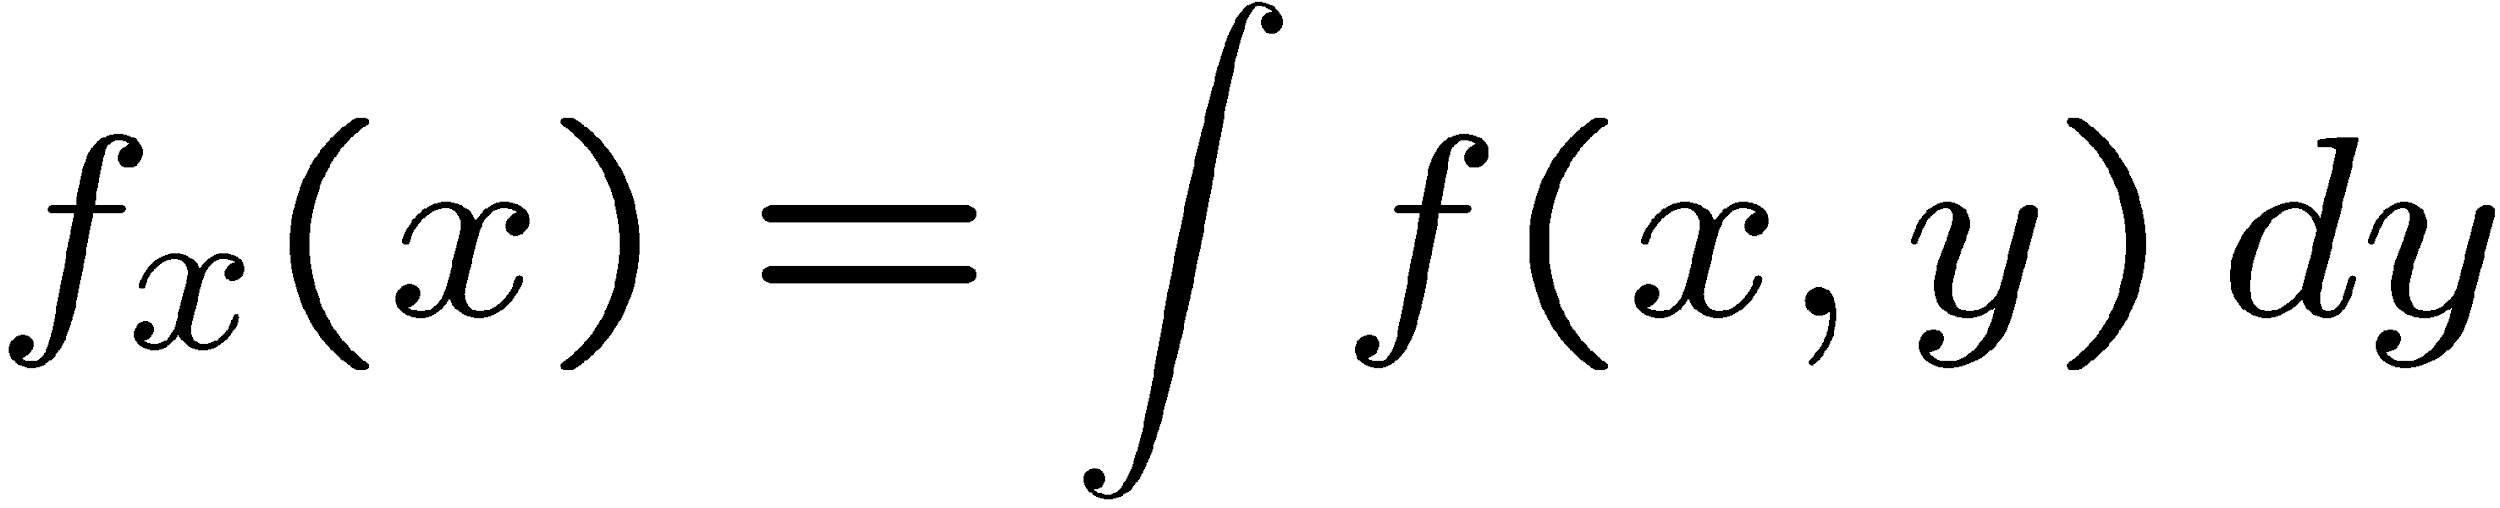 f_x(x) = ∫ f(x, y) dy